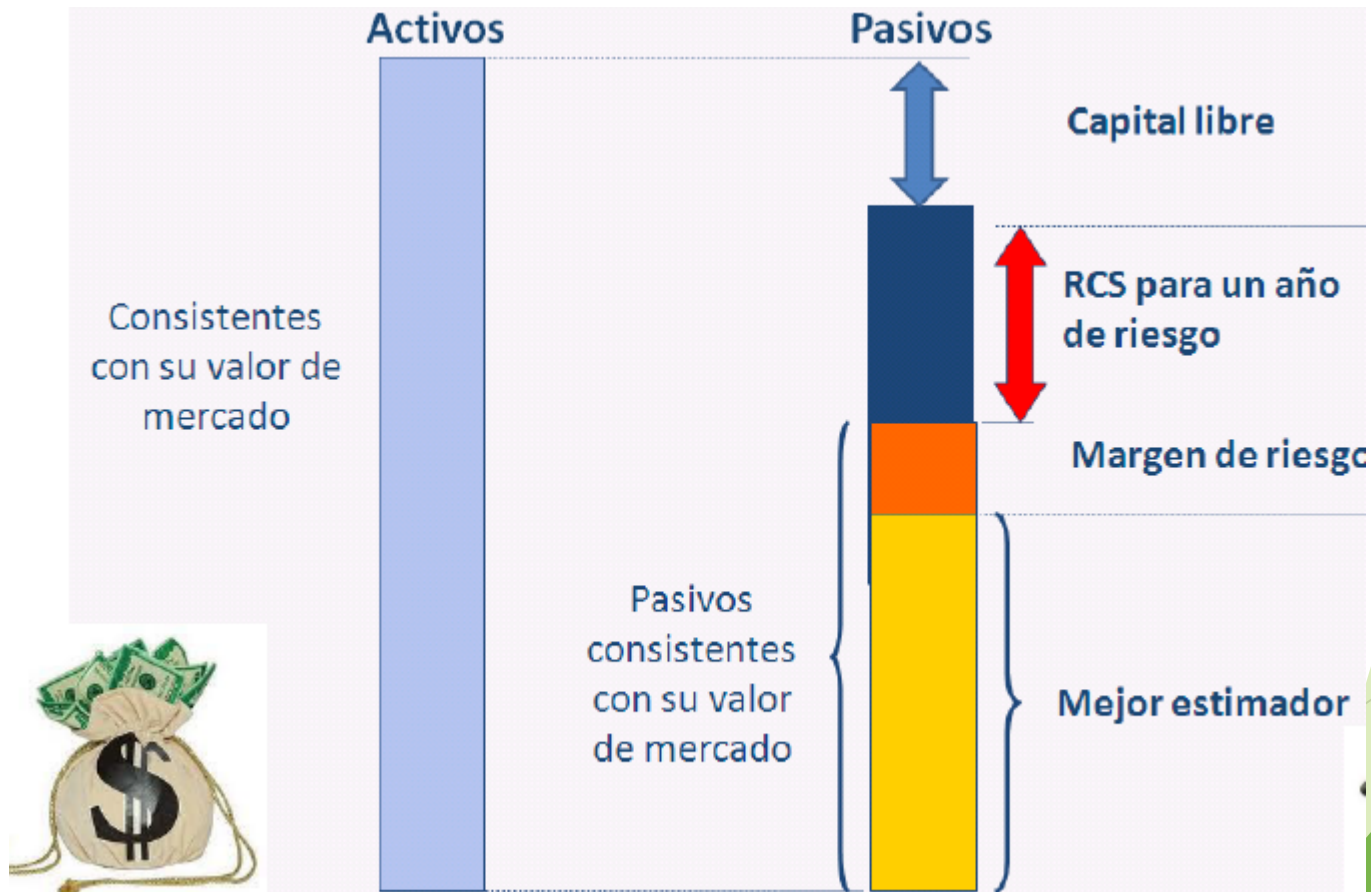 Activos
Pasivos
Capital libre
RCS para un año
de riesgo
Consistentes
con su valor de
mercado
Margen de riesgo
Pasivos
consistentes
con su valor
de mercado
Mejor estimador
$